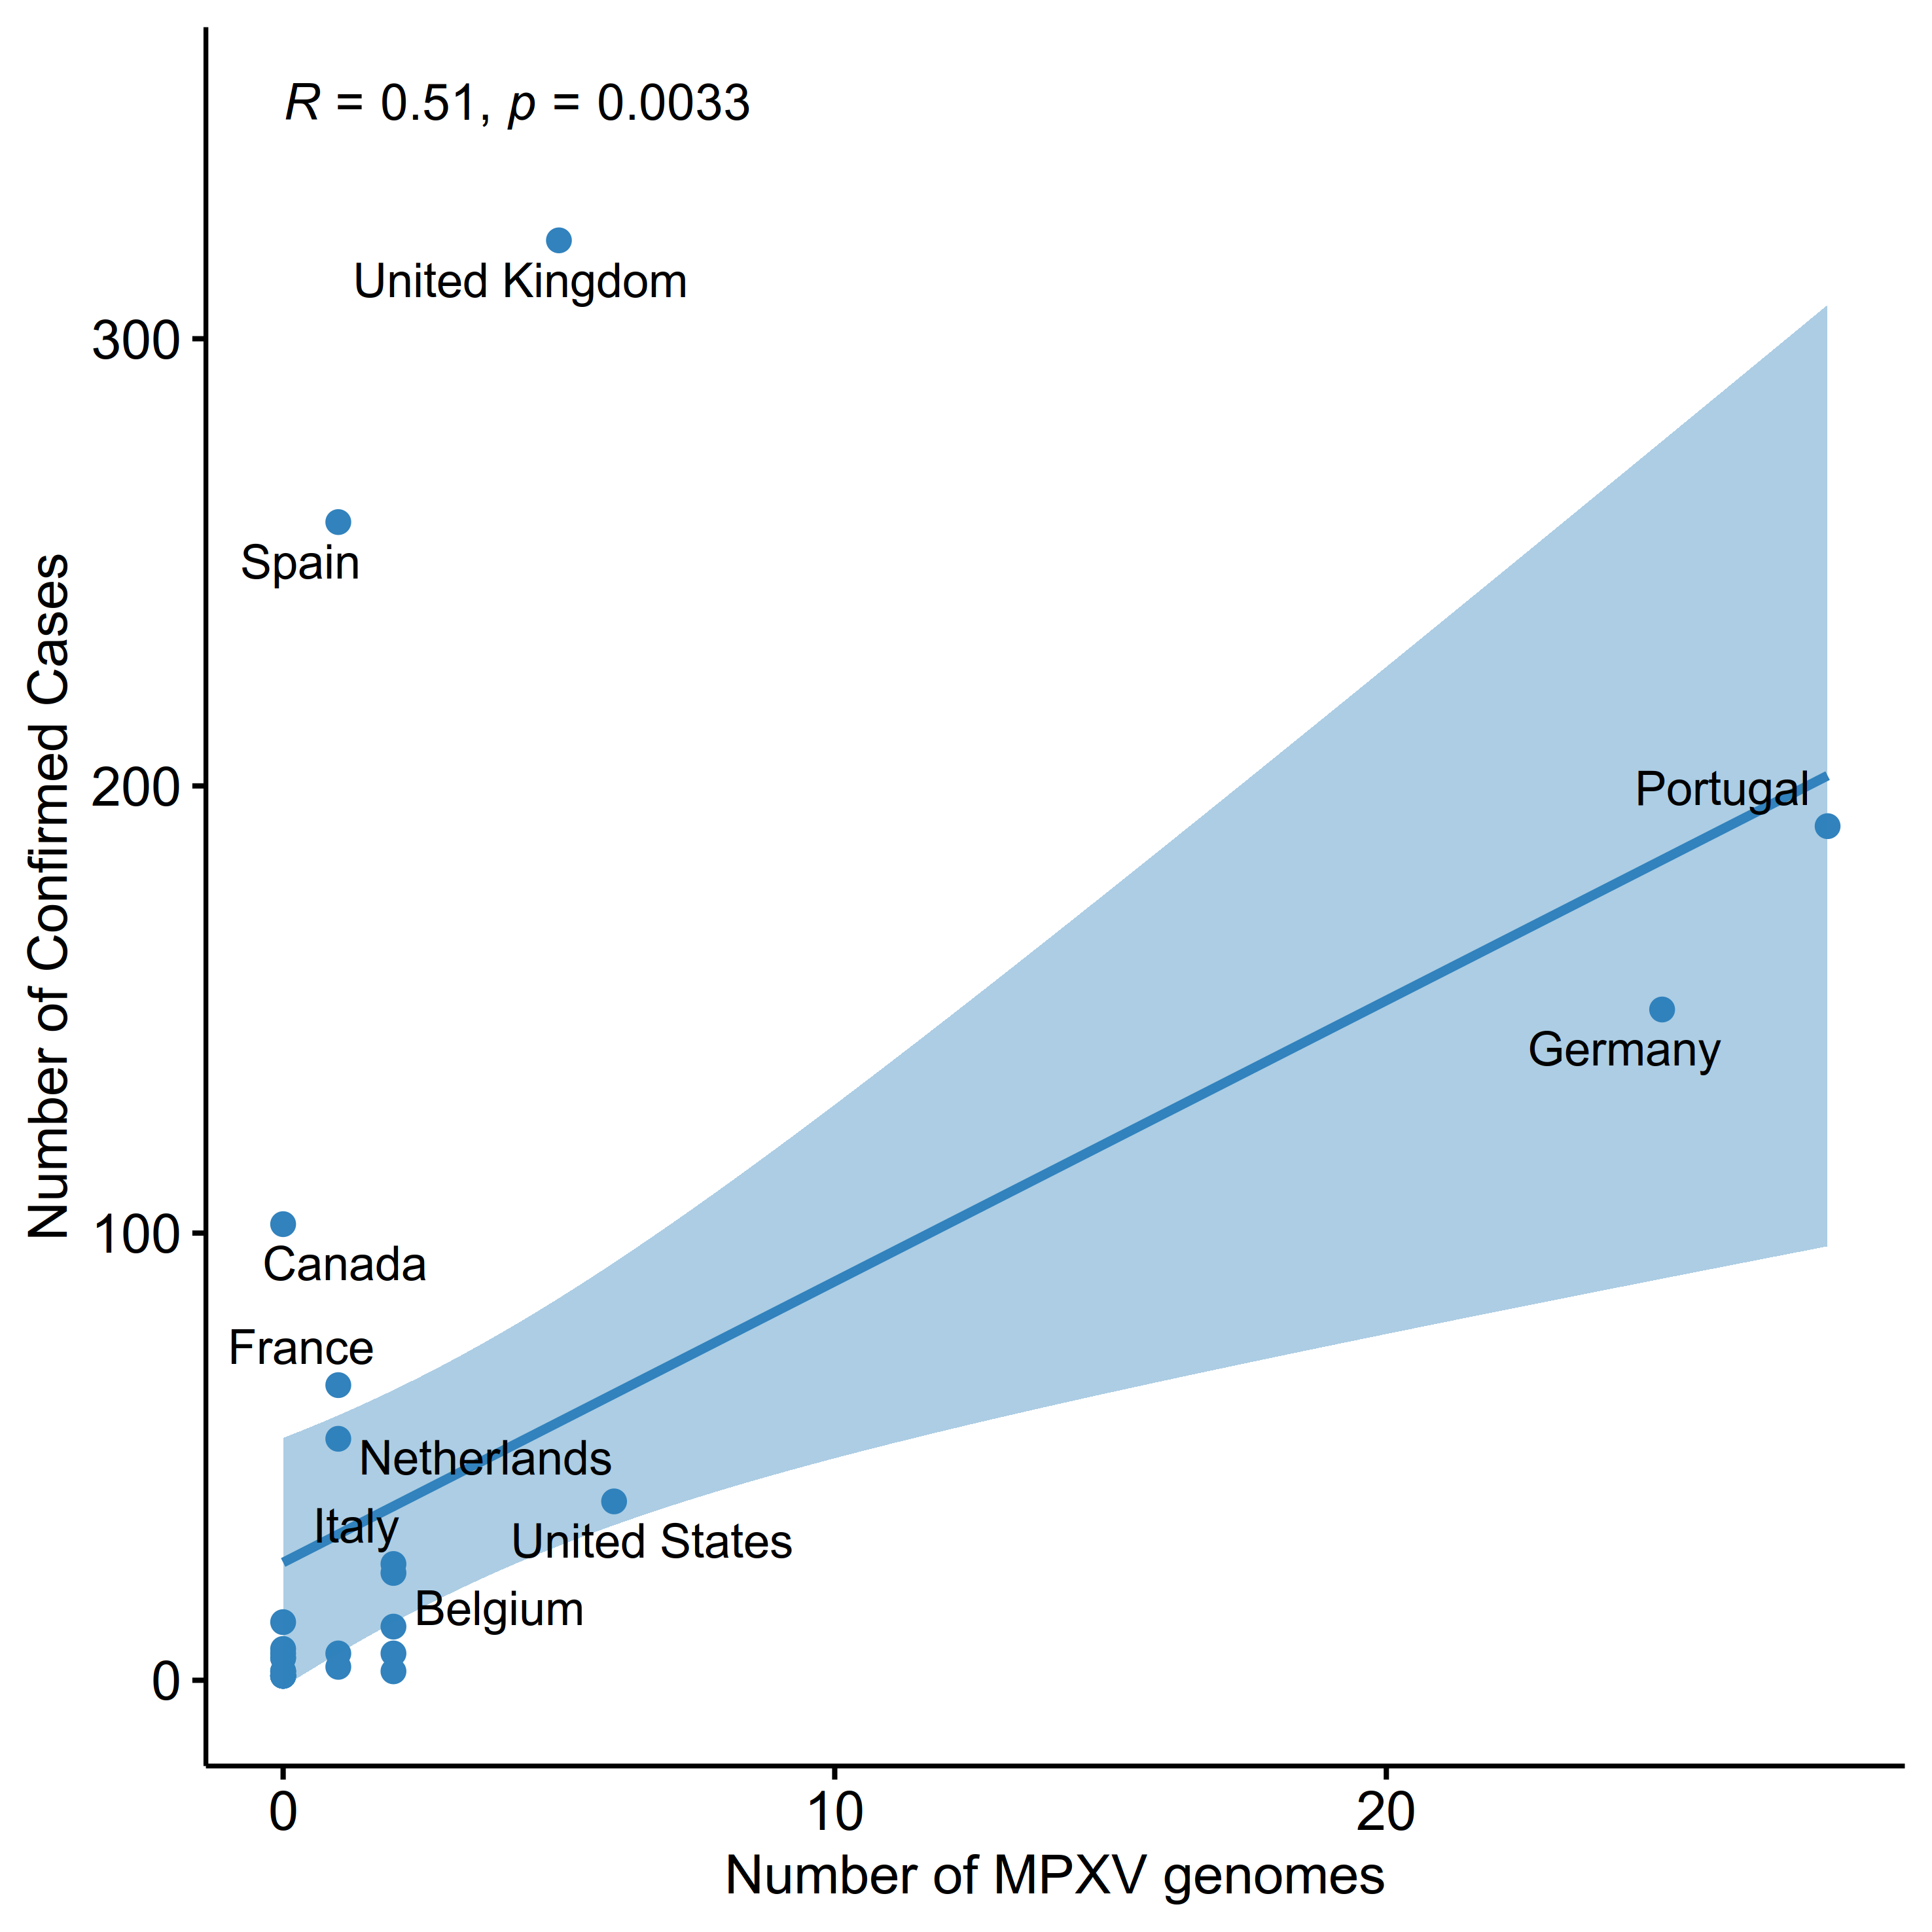 R = 0.51, p = 0.0033
United Kingdom
300
Spain
Number of Confirmed Cases
200
Portugal
Germany
100
Canada
France
Netherlands
Italy
United States
Belgium
0
0
10
20
Number of MPXV genomes